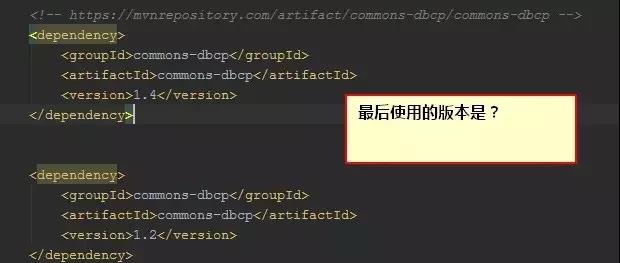 <!-- https://mvnrepository.com/artifact/commons-dbcp/commons-dbcp -->
<dependency>
<groupId>commons-dbcp</groupId>
<artifactId>commons-dbcp</artifactId>
<version>1.4</version>
</dependency>
最后使用的版本是？
<dependency>
<groupId>commons-dbcp</groupId>
<artifactId>commons-dbcp</artifactId>
<version>1.2</version>
</dependency>